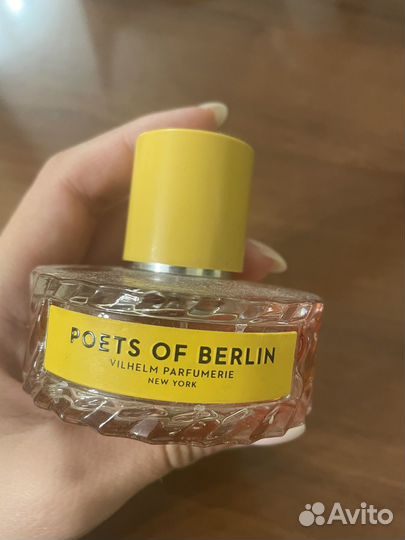 POETS OF BERLIN
VILHELM PARFUMERIE
NEW YORK
Avito